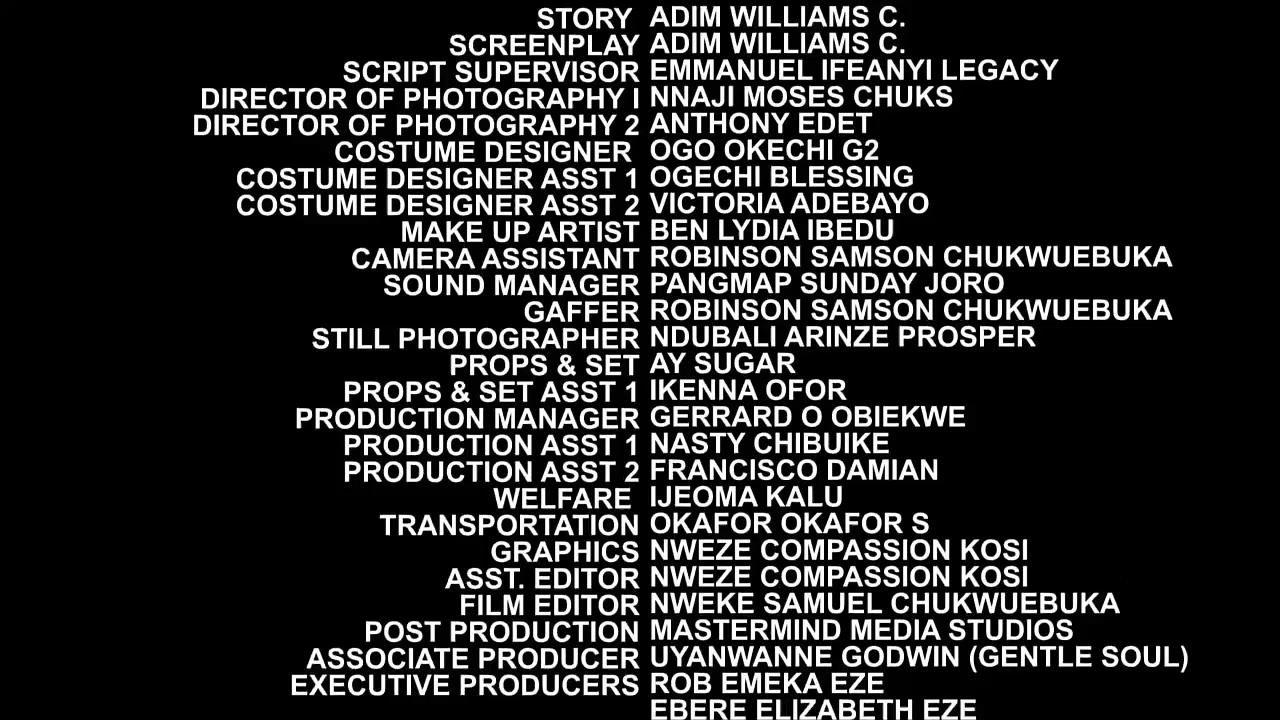 STORY ADIM WILLIAMS C.
SCREENPLAY ADIM WILLIAMS C.
SCRIPT SUPERVISOR EMMANUEL IFEANYI LEGACY
DIRECTOR OF PHOTOGRAPHY I NNAJI MOSES CHUKS
DIRECTOR OF PHOTOGRAPHY 2 ANTHONY EDET
COSTUME DESIGNER OGO OKECHI G2
COSTUME DESIGNER ASST 1 OGECHI BLESSING
COSTUME DESIGNER ASST 2 VICTORIA ADEBAYO
MAKE UP ARTIST BEN LYDIA IBEDU
CAMERA ASSISTANT ROBINSON SAMSON CHUKWUEBUKA
SOUND MANAGER PANGMAP SUNDAY JORO
GAFFER ROBINSON SAMSON CHUKWUEBUKA
STILL PHOTOGRAPHER NDUBALI ARINZE PROSPER
PROPS & SET AY SUGAR
PROPS & SET ASST 1 IKENNA OFOR
PRODUCTION MANAGER GERRARD O OBIEKWE
PRODUCTION ASST 1 NASTY CHIBUIKE
PRODUCTION ASST 2 FRANCISCO DAMIAN
WELFARE IJEOMA KALU
TRANSPORTATION OKAFOR OKAFOR S
GRAPHICS NWEZE COMPASSION KOSI
ASST. EDITOR NWEZE COMPASSION KOSI
FILM EDITOR NWEKE SAMUEL CHUKWUEBUKA
POST PRODUCTION MASTERMIND MEDIA STUDIOS
ASSOCIATE PRODUCER UYANWANNE GODWIN (GENTLE SOUL)
EXECUTIVE PRODUCERS ROB EMEKA EZE
EBERE ELIZABETH EZE